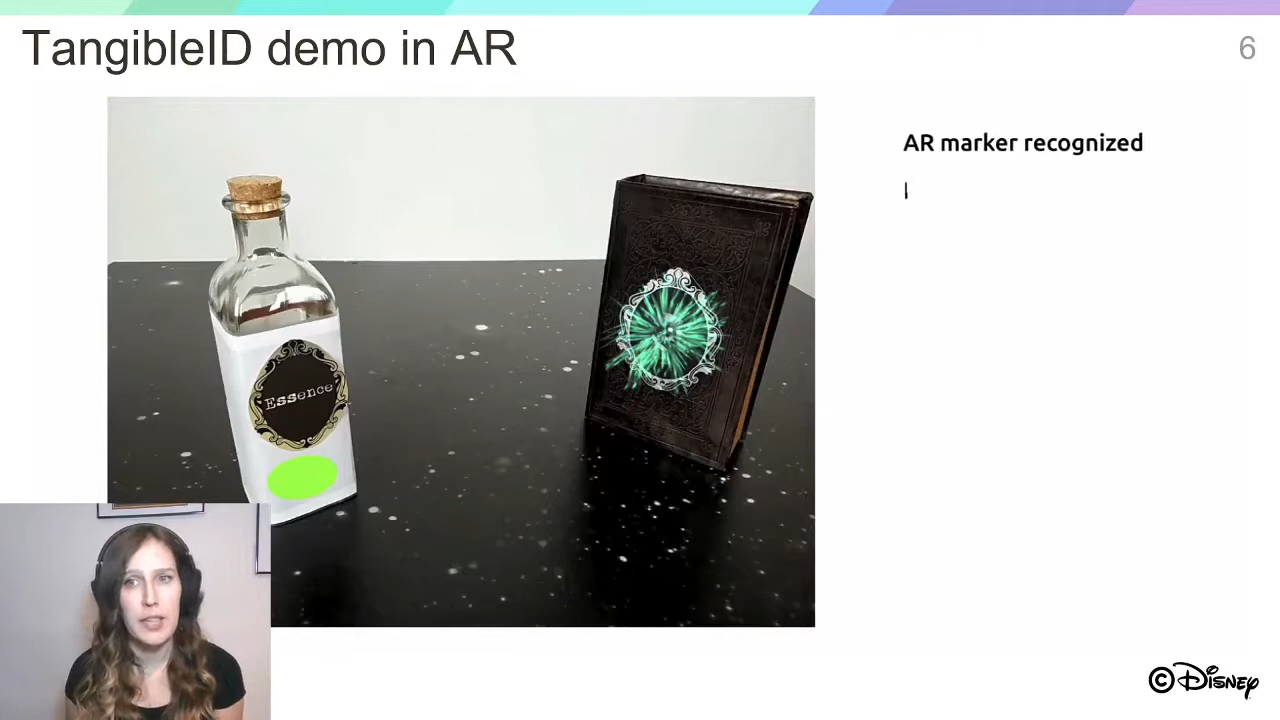 TangibleID demo in AR
6
AR marker recognized
Essence
© Disney